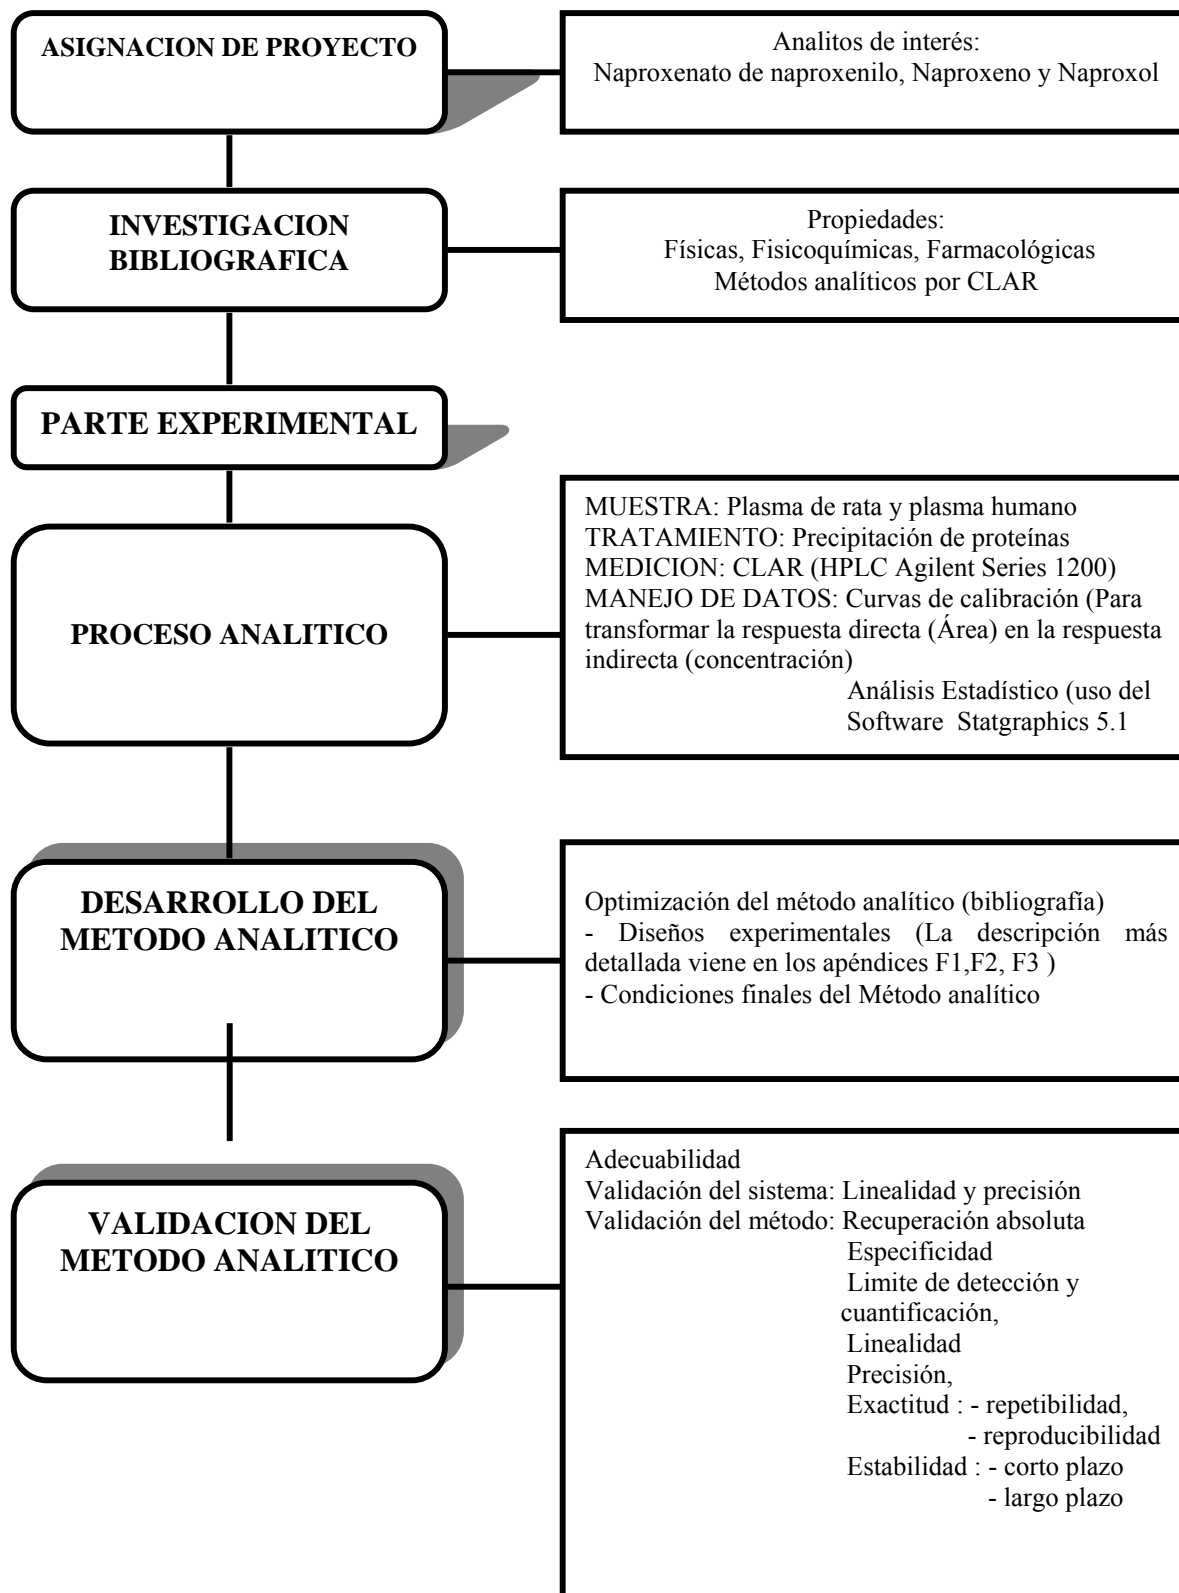 ASIGNACION DE PROYECTO
Analitos de interés:
Naproxenato de naproxenilo, Naproxeno y Naproxol
INVESTIGACION
BIBLIOGRAFICA
Propiedades:
Físicas, Fisicoquímicas, Farmacológicas
Métodos analíticos por CLAR
PARTE EXPERIMENTAL
PROCESO ANALITICO
MUESTRA: Plasma de rata y plasma humano
TRATAMIENTO: Precipitación de proteínas
MEDICION: CLAR (HPLC Agilent Series 1200)
MANEJO DE DATOS: Curvas de calibración (Para
transformar la respuesta directa (Área) en la respuesta
indirecta (concentración)
Análisis Estadístico (uso del
Software Statgraphics 5.1
DESARROLLO DEL
METODO ANALITICO
Optimización del método analítico (bibliografía)
- Diseños experimentales (La descripción más
detallada viene en los apéndices F1,F2, F3 )
- Condiciones finales del Método analítico
VALIDACION DEL
METODO ANALITICO
Adecuabilidad
Validación del sistema: Linealidad y precisión
Validación del método: Recuperación absoluta
Especificidad
Limite de detección y
cuantificación,
Linealidad
Precisión,
Exactitud : - repetibilidad,
- reproducibilidad
Estabilidad : - corto plazo
- largo plazo